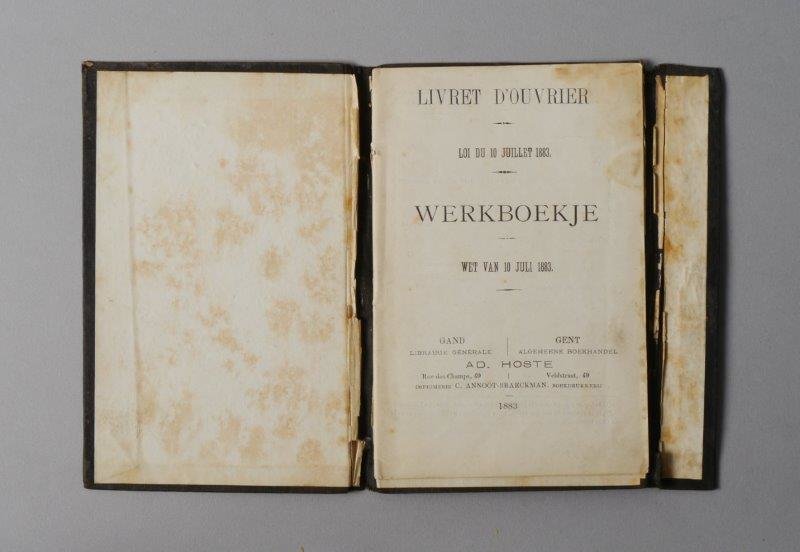 LIVRET D'OUVRIER
LOI DU 10 JUILLET 1883.
WERKBOEKJE
WET VAN 10 JULI 1883.
GAND | GENT
LIBRAIRIE GÉNÉRALE | ALGEMEENE BOEKHANDEL
AD. HOSTE
Rue des Champs, 49 | Veldstraat, 49
IMPRIMERIE C. ANNOOT-BRAECKMAN, BOEKDRUKKERIJ
1883